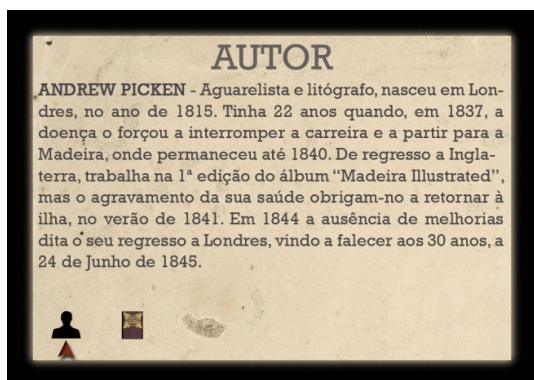 AUTOR
ANDREW PICKEN - Aguarelista e litógrafo, nasceu em Lon-
dres, no ano de 1815. Tinha 22 anos quando, em 1837, a
doença o forçou a interromper a carreira e a partir para a
Madeira, onde permaneceu até 1840. De regresso a Ingla-
terra, trabalha na 1ª edição do álbum “Madeira Illustrated”,
mas o agravamento da sua saúde obrigam-no a retornar à
ilha, no verão de 1841. Em 1844 a ausência de melhorias
dita o seu regresso a Londres, vindo a falecer aos 30 anos, a
24 de Junho de 1845.